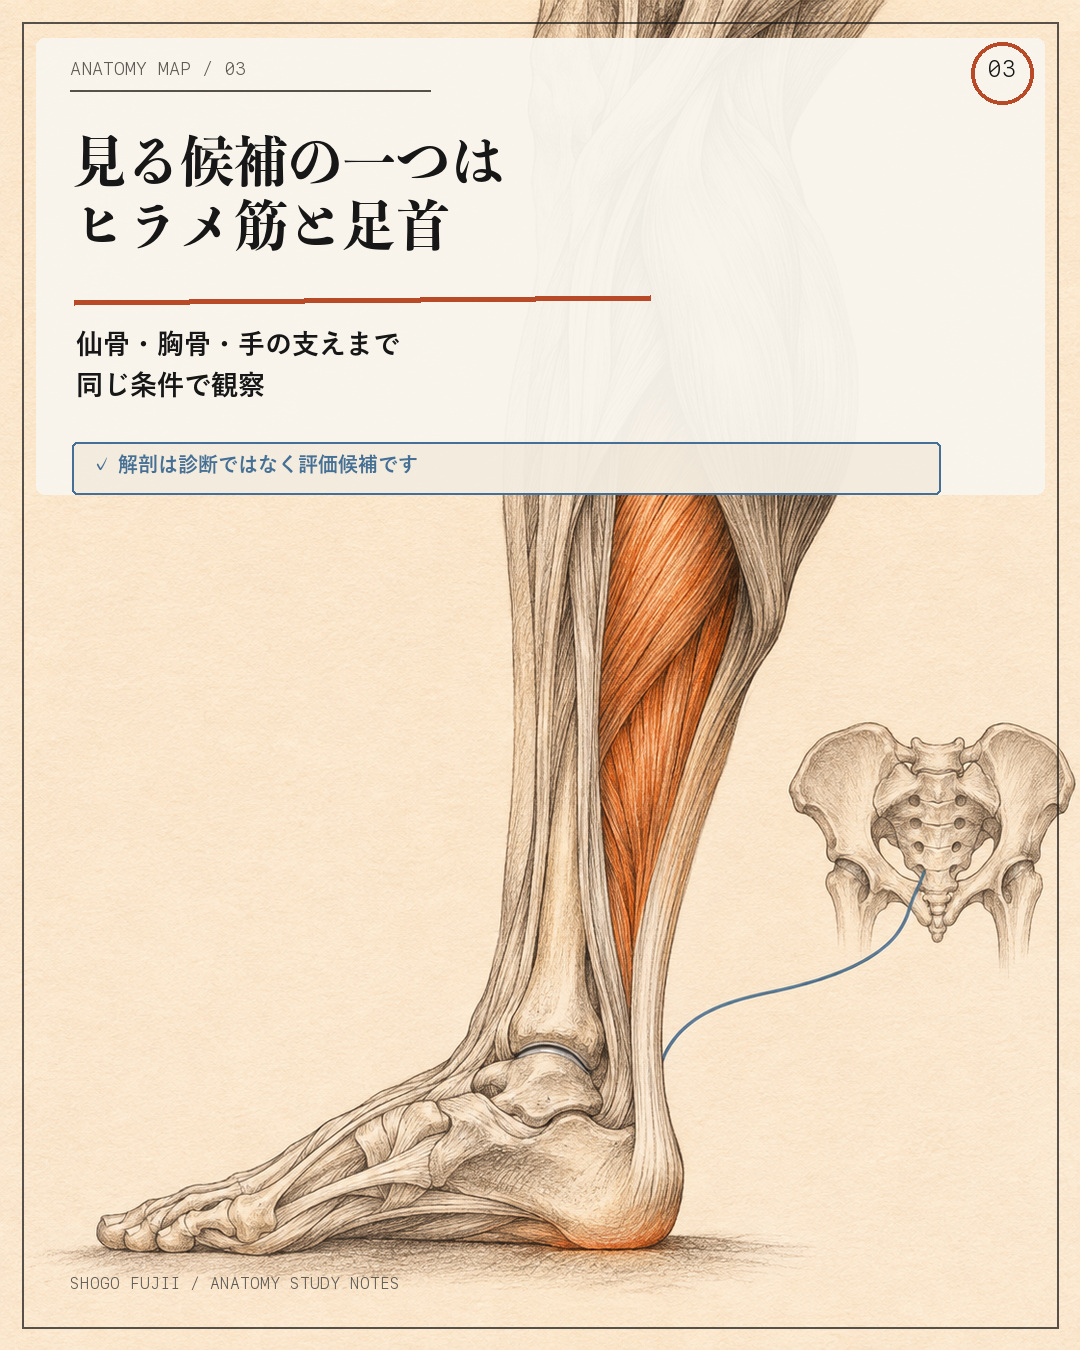 ANATOMY MAP / 03
03
見る候補の一つは
ヒラメ筋と足首
仙骨・胸骨・手の支えまで
同じ条件で観察
✓ 解剖は診断ではなく評価候補です
SHOGO FUJII / ANATOMY STUDY NOTES